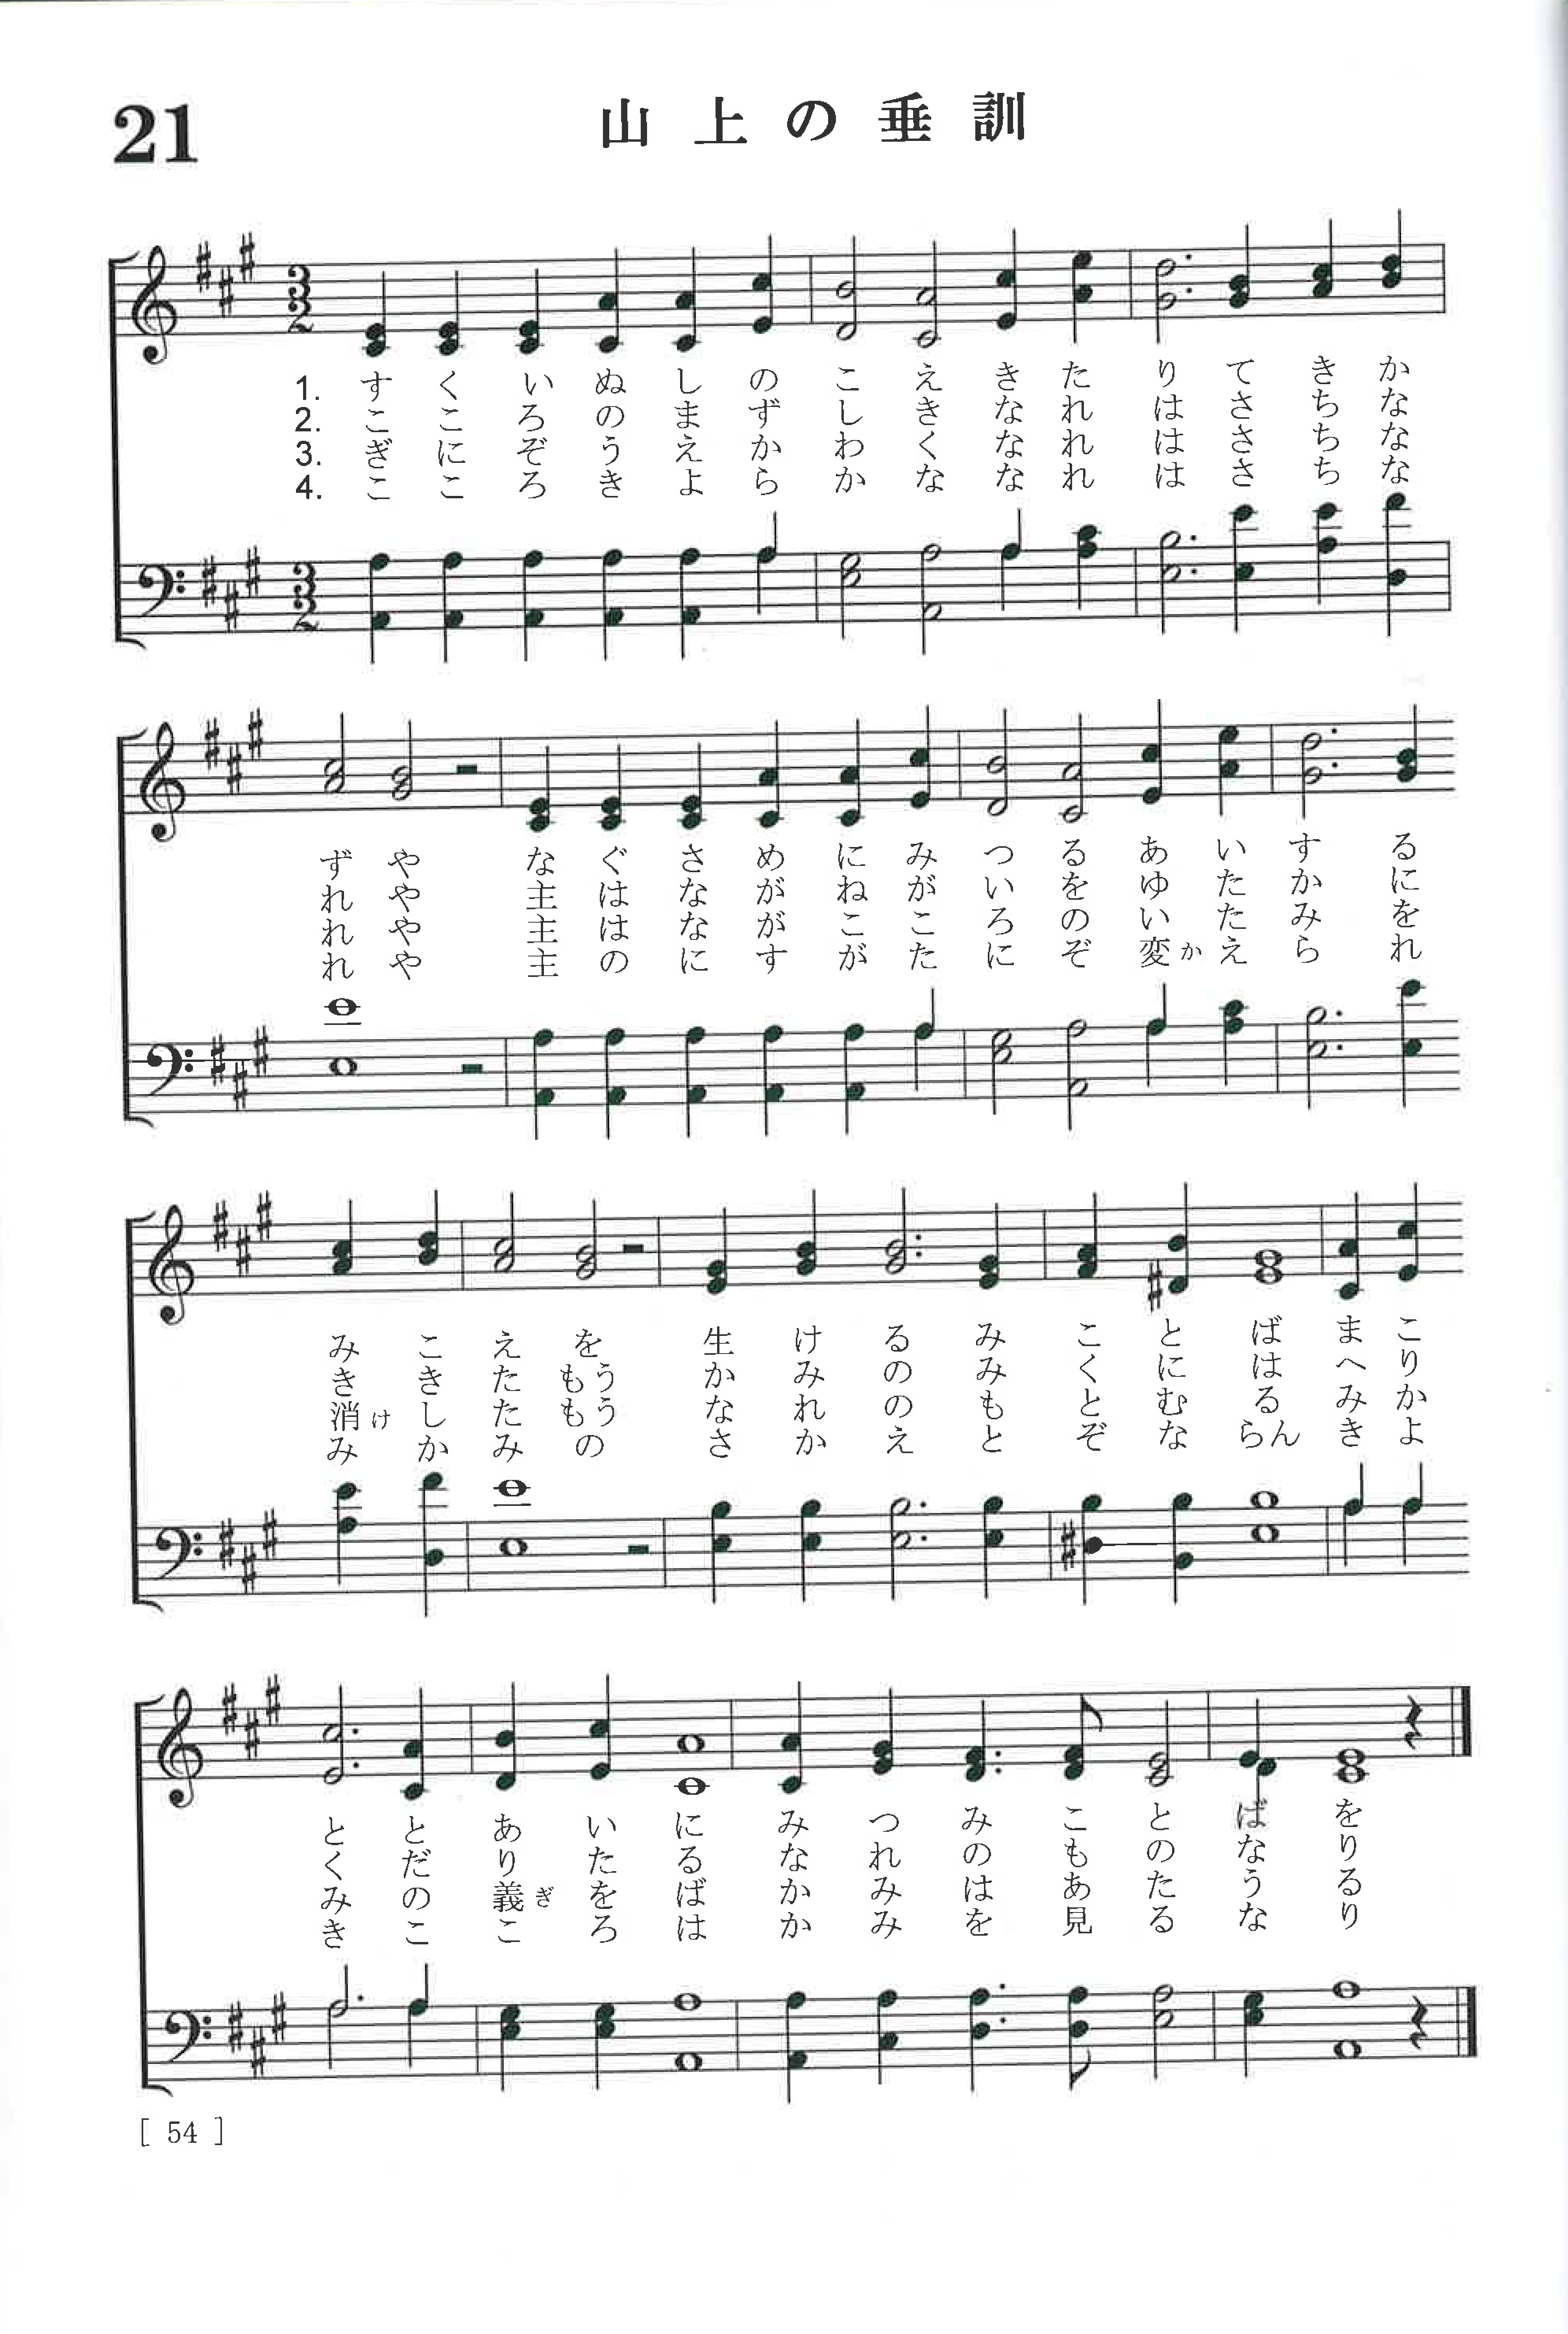 21
山上の垂訓
1. すくいぬしのこえきたりてきか
2. こころのまずしきなれはさちな
3. ぎにぞうえかわくなれはさちな
4. こころきよらかななれはさちな
ずや なぐさめにみつるあいする
れや 主はながねがいをゆたかに
れや 主はながこころのいたみを
れや 主のにすがたにぞ変かえられ
みこえを 生けるみことばまこ
ききたもう かみのみくにはへり
消けしたもう なれのもとむるみか
みかみの さかえとぞならんきよ
ととあいにみつみことばを
くだりたるなれのものなり
みの義ぎをばかみはあたうる
きこころはかみを見るなり
[ 54 ]